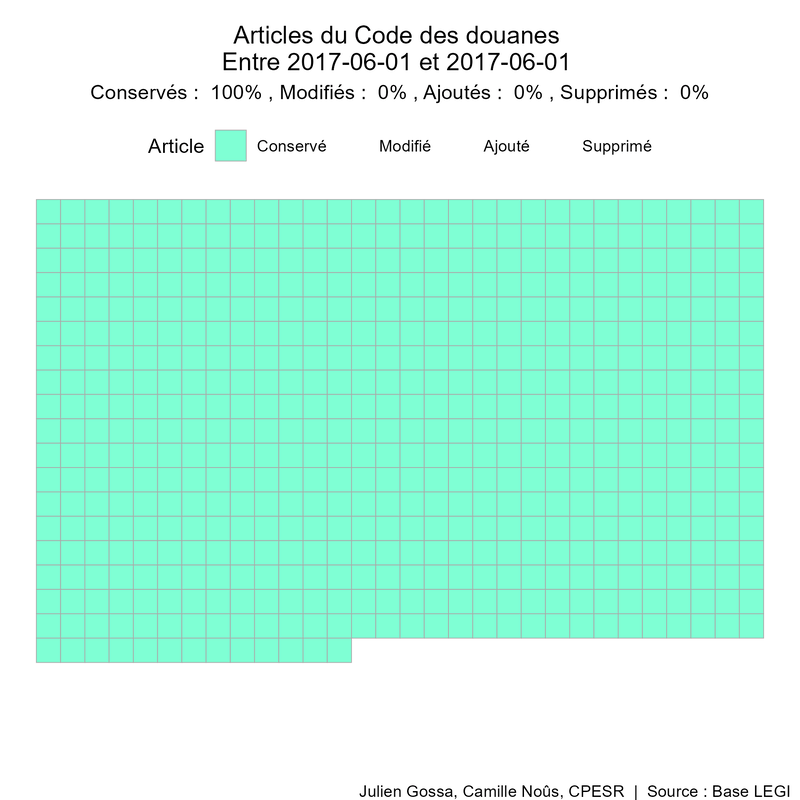 Articles du Code des douanes
Entre 2017-06-01 et 2017-06-01
Conservés :  100% , Modifiés :  0% , Ajoutés :  0% , Supprimés :  0%
Article Conservé Modifié Ajouté Supprimé
Julien Gossa, Camille Noûs, CPESR | Source : Base LEGI